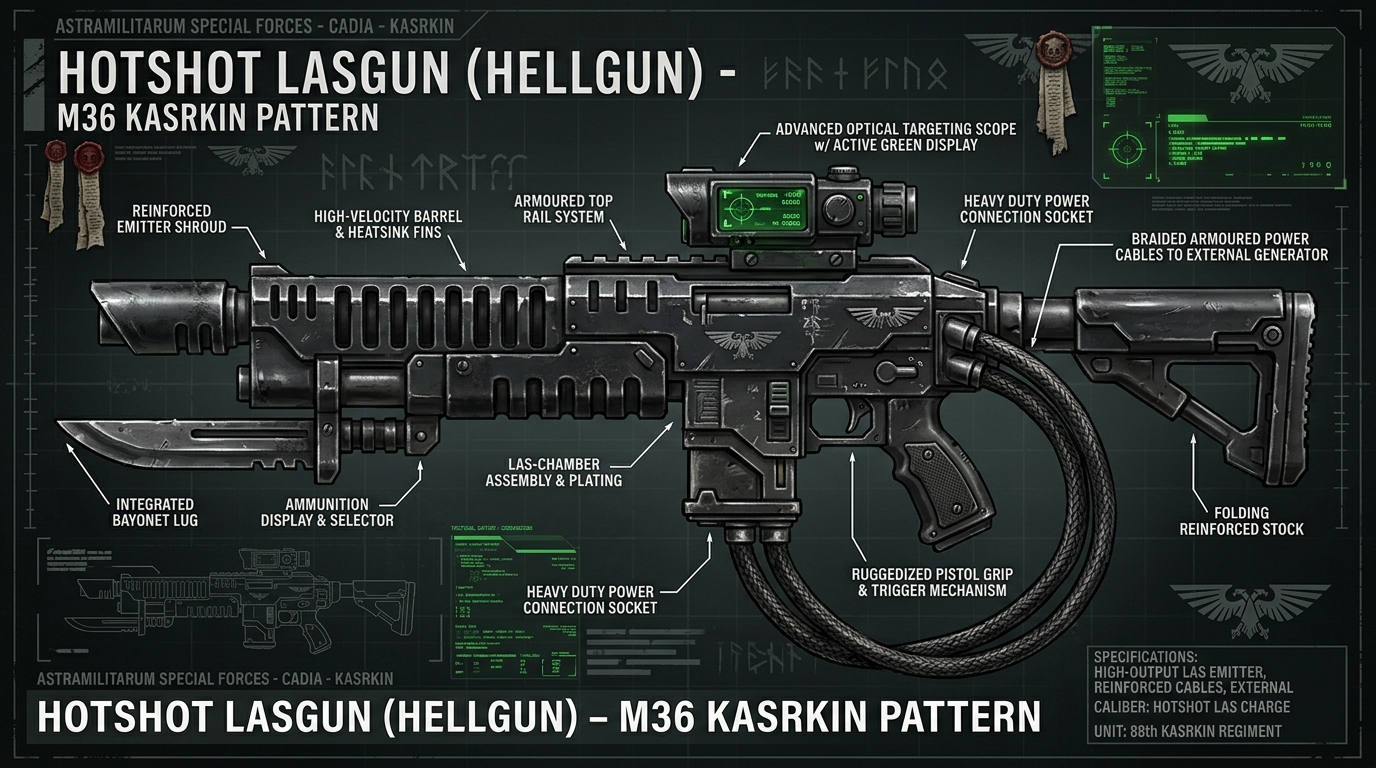 ASTRAMILITARUM SPECIAL FORCES - CADIA - KASRKIN
HOTSHOT LASGUN (HELLGUN) -
M36 KASRKIN PATTERN
ADVANCED OPTICAL TARGETING SCOPE
w/ ACTIVE GREEN DISPLAY
REINFORCED
EMITTER SHROUD
HIGH-VELOCITY BARREL
& HEATSINK FINS
ARMOURED TOP
RAIL SYSTEM
HEAVY DUTY POWER
CONNECTION SOCKET
BRAIDED ARMOURED POWER
CABLES TO EXTERNAL GENERATOR
LAS-CHAMBER
ASSEMBLY & PLATING
INTEGRATED
BAYONET LUG
AMMUNITION
DISPLAY & SELECTOR
FOLDING
REINFORCED STOCK
HEAVY DUTY POWER
CONNECTION SOCKET
RUGGEDIZED PISTOL GRIP
& TRIGGER MECHANISM
ASTRAMILITARUM SPECIAL FORCES - CADIA - KASRKIN
HOTSHOT LASGUN (HELLGUN) – M36 KASRKIN PATTERN
SPECIFICATIONS:
HIGH-OUTPUT LAS EMITTER,
REINFORCED CABLES, EXTERNAL
CALIBER: HOTSHOT LAS CHARGE
UNIT: 88th KASRKIN REGIMENT